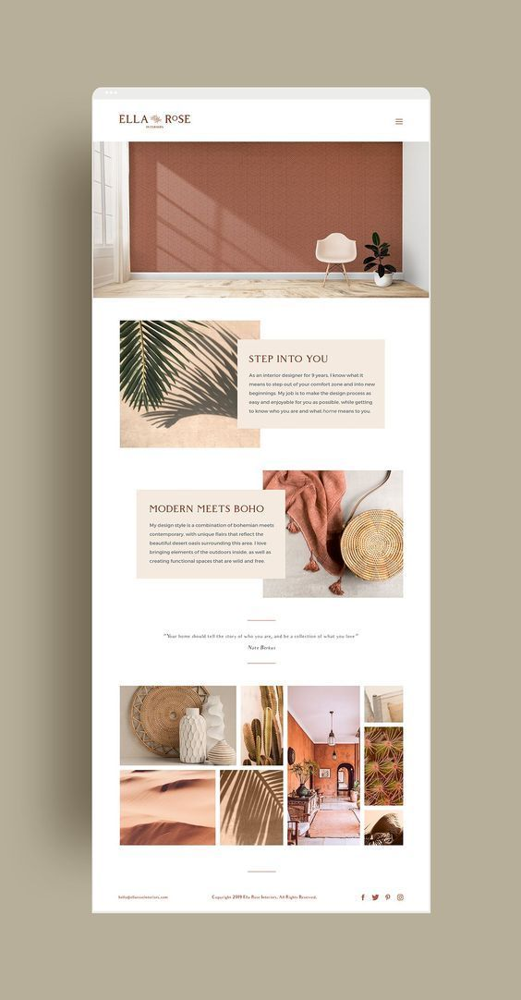 ELLA ROSE
INTERIORS
STEP INTO YOU
As an interior designer for 9 years, I know what it
means to step out of your comfort zone and into new
beginnings. My job is to make the design process as
easy and enjoyable for you as possible, while getting
to know who you are and what home means to you.
MODERN MEETS BOHO
My design style is a combination of bohemian meets
contemporary, with unique flairs that reflect the
beautiful desert oasis surrounding this area. I love
bringing elements of the outdoors inside, as well as
creating functional spaces that are wild and free.
"Your home should tell the story of who you are, and be a collection of what you love"
Nate Berkus
hello@ellaroseinteriors.com
Copyright 2019 Ella Rose Interiors. All Rights Reserved.